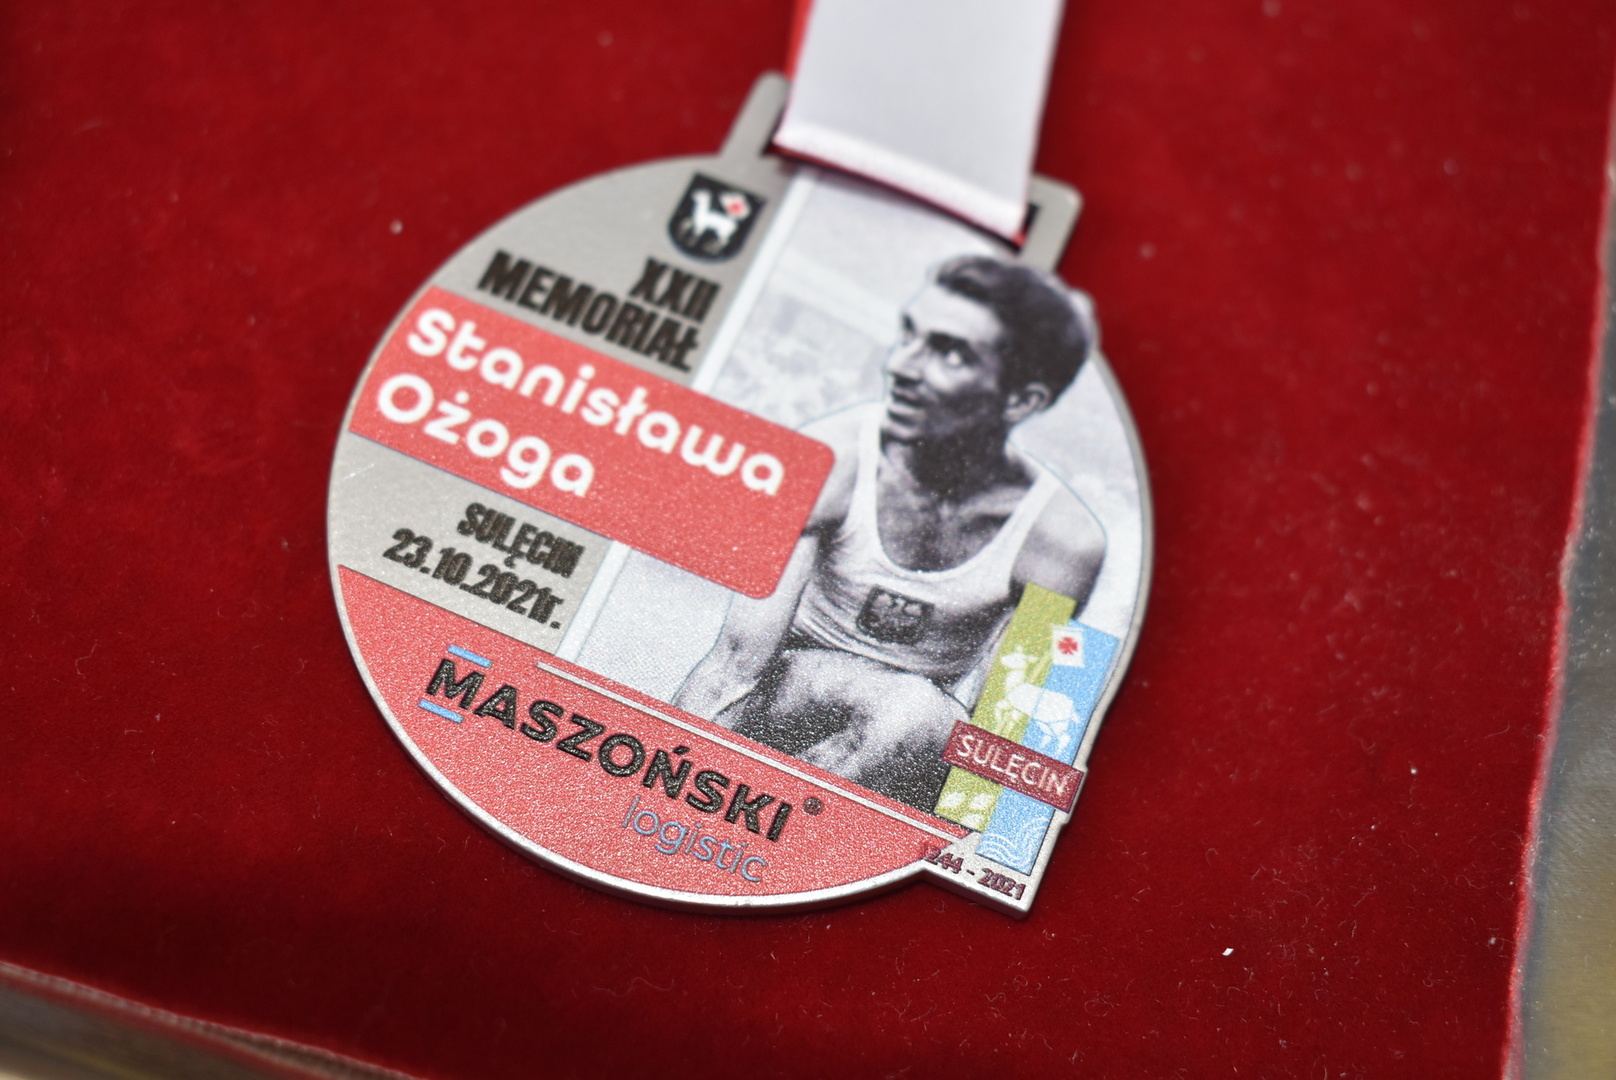 XXII
MEMORIAŁ
Stanisława
Ożoga
SULĘCIN
23.10.2021r.
MASZOŃSKI®
logistic
SULĘCIN
1244 - 2021